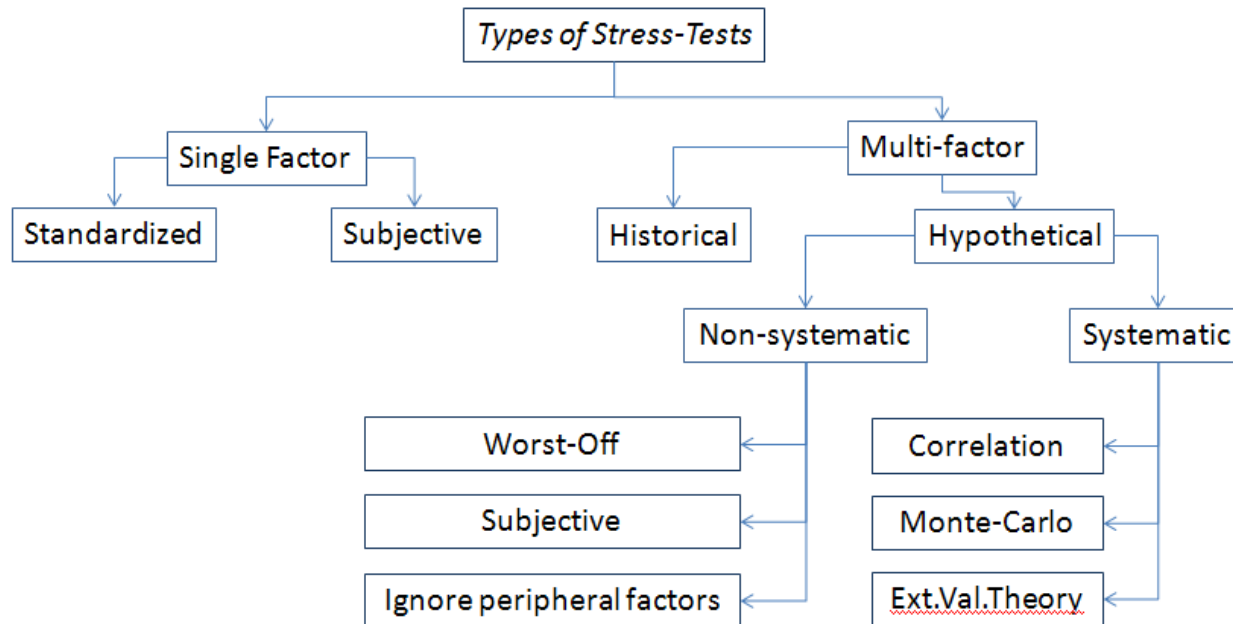 Types of Stress-Tests
Single Factor
Multi-factor
Standardized
Subjective
Historical
Hypothetical
Non-systematic
Systematic
Worst-Off
Correlation
Subjective
Monte-Carlo
Ignore peripheral factors
Ext.Val.Theory